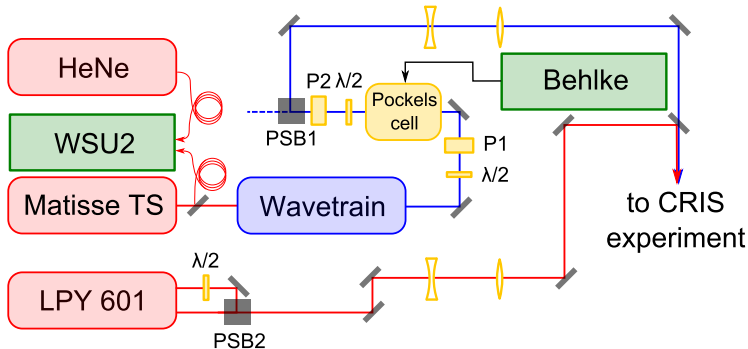 HeNe
WSU2
Matisse TS
Wavetrain
LPY 601
λ/2
PSB2
PSB1
P2
λ/2
Pockels
cell
Behlke
P1
λ/2
to CRIS
experiment